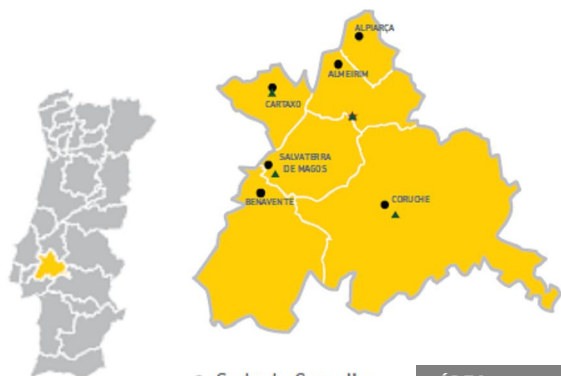 ALPIARÇA
ALMEIRIM
CARTAXO
SALVATERRA
DE MAGOS
BENAVENTE
CORUCHE